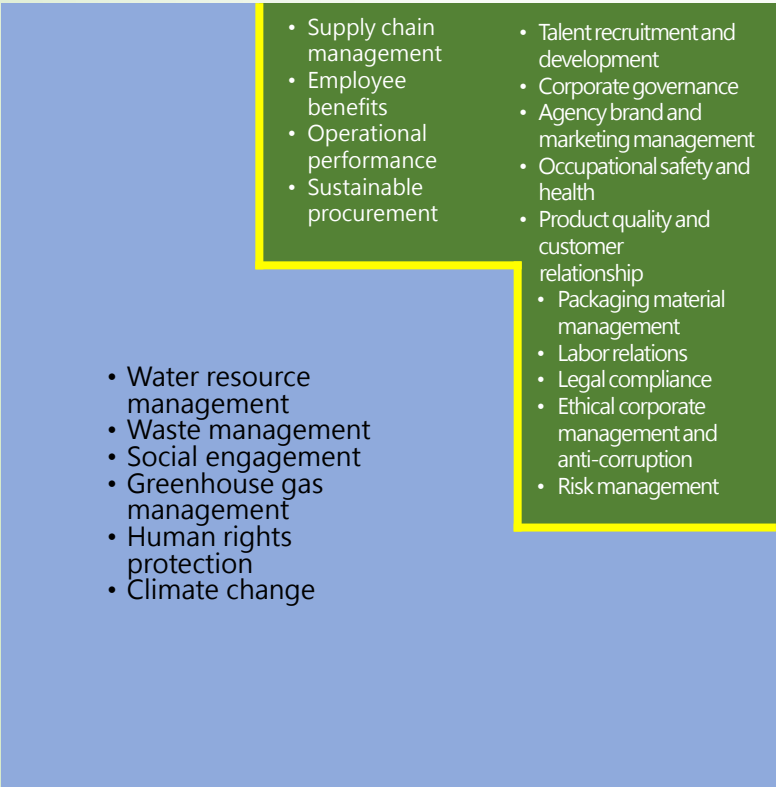 • Supply chain
management
• Employee
benefits
• Operational
performance
• Sustainable
procurement
• Talent recruitment and
development
• Corporate governance
• Agency brand and
marketing management
• Occupational safety and
health
• Product quality and
customer
relationship
• Packaging material
management
• Labor relations
• Legal compliance
• Ethical corporate
management and
anti-corruption
• Risk management
• Water resource
management
• Waste management
• Social engagement
• Greenhouse gas
management
• Human rights
protection
• Climate change